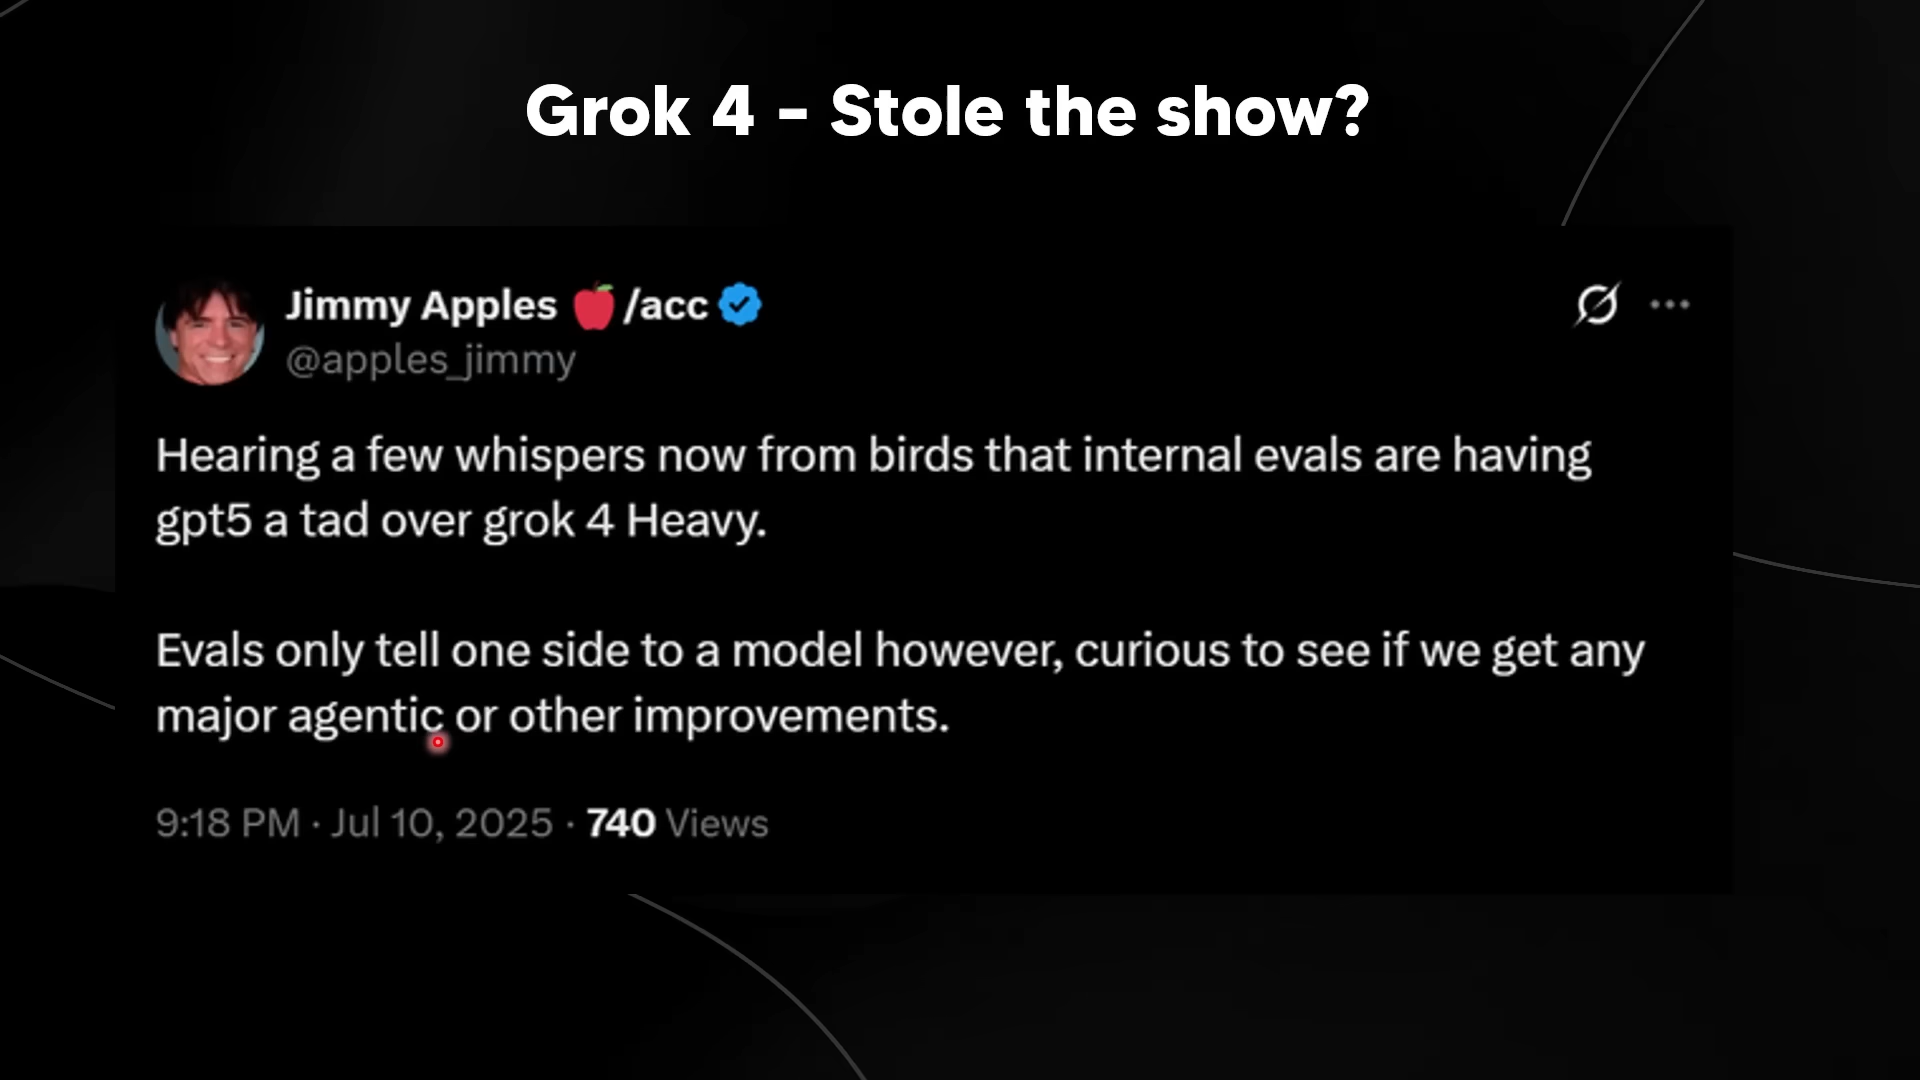 Grok 4 - Stole the show?
Jimmy Apples 🍎/acc
@apples_jimmy
Hearing a few whispers now from birds that internal evals are having
gpt5 a tad over grok 4 Heavy.
Evals only tell one side to a model however, curious to see if we get any
major agentic or other improvements.
9:18 PM · Jul 10, 2025 · 740 Views